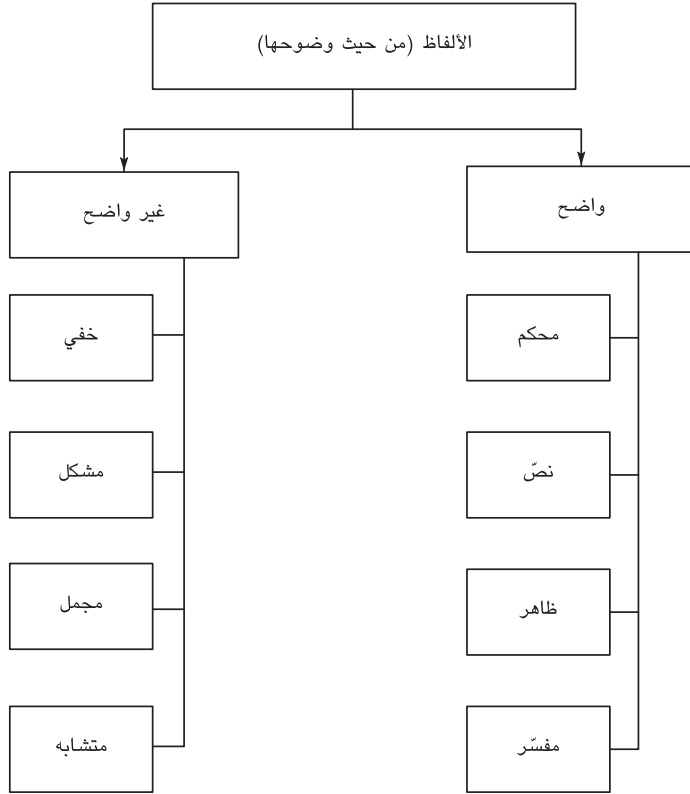 الألفاظ (من حيث وضوحها)
واضح
غير واضح
محكم
خفي
نصّ
مشكل
ظاهر
مجمل
مفسّر
متشابه